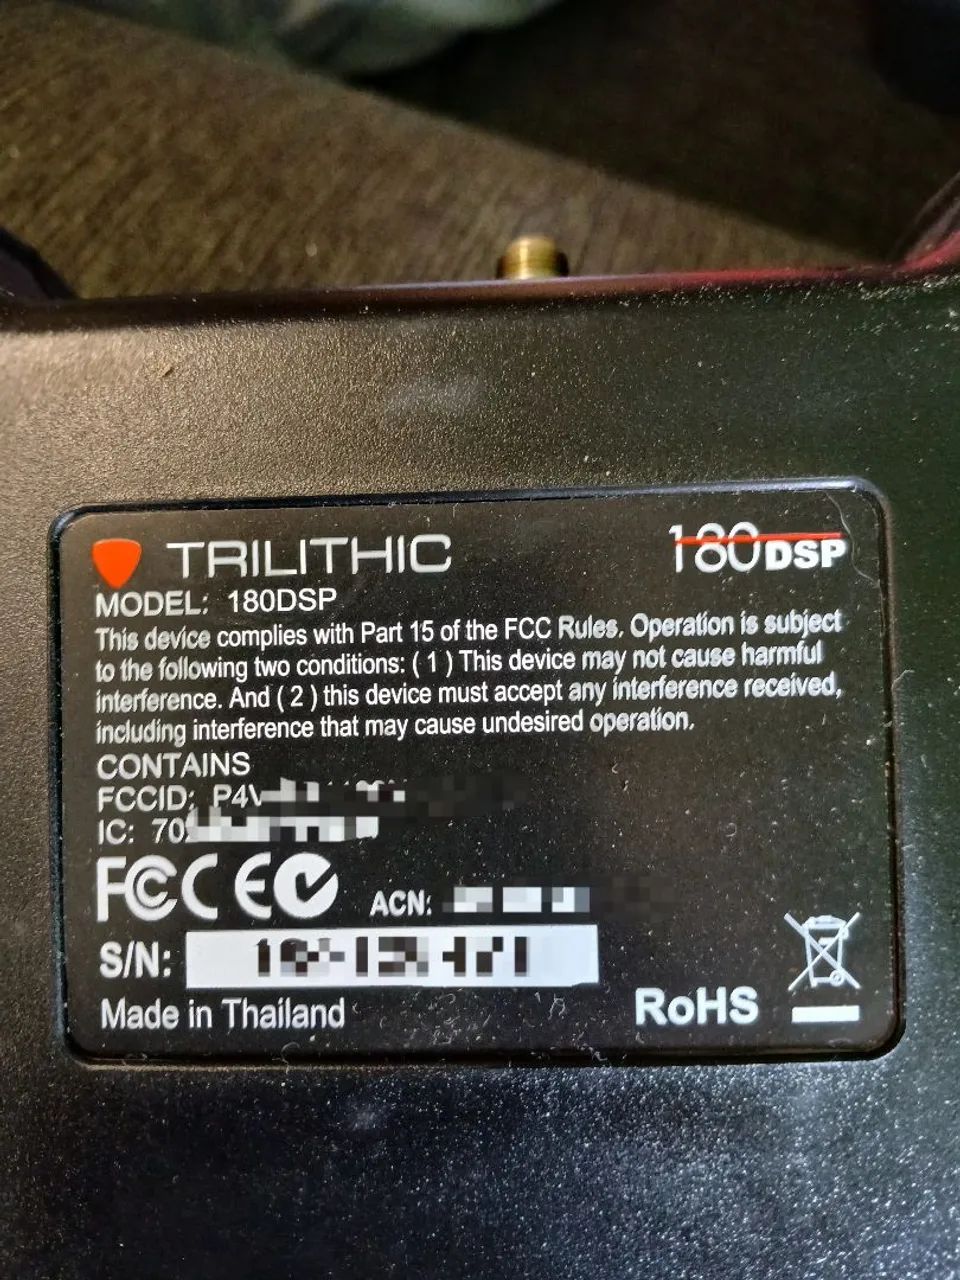 TRILITHIC
180DSP
MODEL: 180DSP
This device complies with Part 15 of the FCC Rules. Operation is subject
to the following two conditions: ( 1 ) This device may not cause harmful
interference. And ( 2 ) this device must accept any interference received,
including interference that may cause undesired operation.
CONTAINS
FCCID:
IC:
FC CE
ACN:
S/N:
Made in Thailand
RoHS